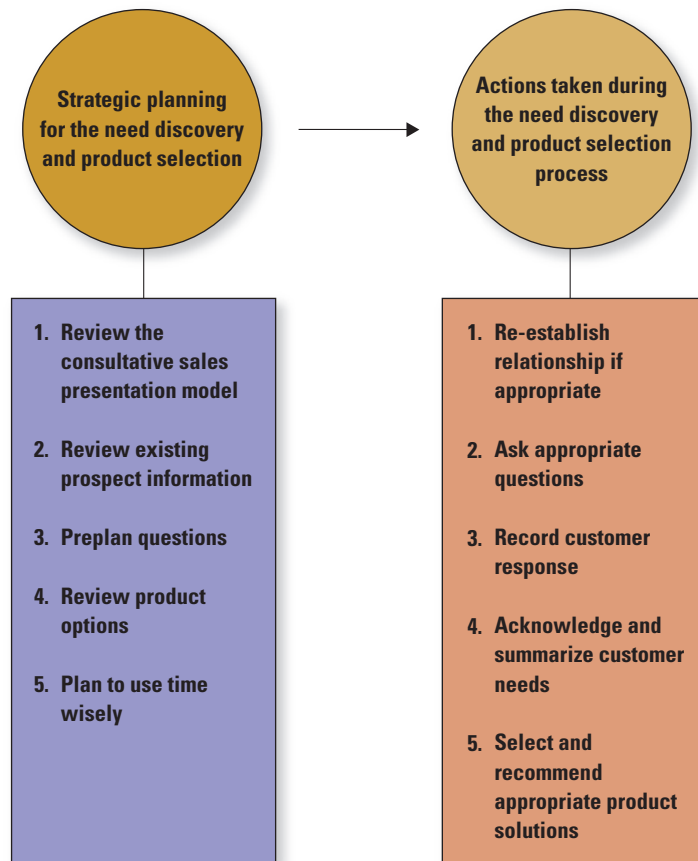 Strategic planning
for the need discovery
and product selection
Actions taken during
the need discovery
and product selection
process
1. Review the
consultative sales
presentation model
2. Review existing
prospect information
3. Preplan questions
4. Review product
options
5. Plan to use time
wisely
1. Re-establish
relationship if
appropriate
2. Ask appropriate
questions
3. Record customer
response
4. Acknowledge and
summarize customer
needs
5. Select and
recommend
appropriate product
solutions